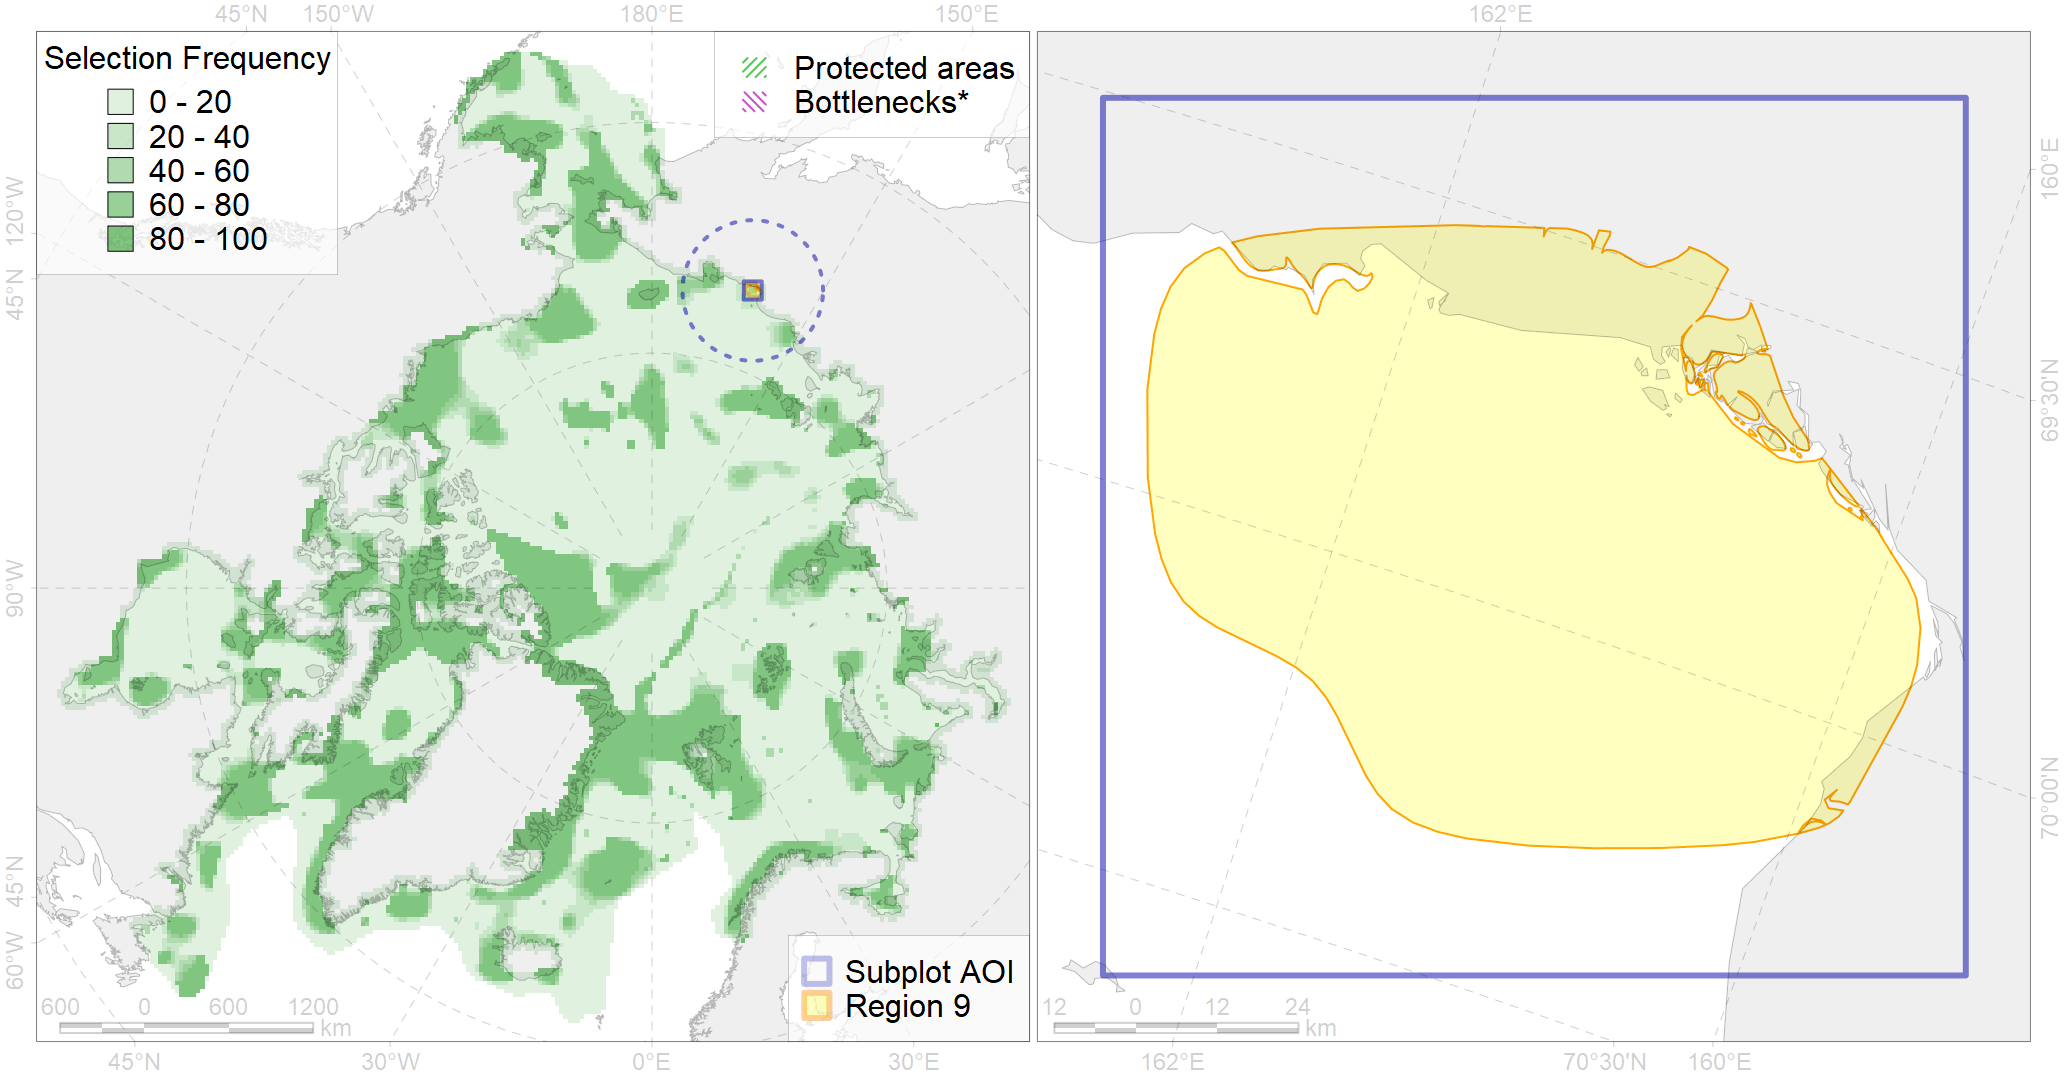 45°N 150°W 180°E 150°E 162°E
Selection Frequency
0 - 20
20 - 40
40 - 60
60 - 80
80 - 100
Protected areas
Bottlenecks*
120°W
45°N
90°W
45°N
60°W
160°E
69°30'N
70°00'N
Subplot AOI
Region 9
600 0 600 1200
km
12 0 12 24
km
45°N 30°W 0°E 30°E 162°E 70°30'N 160°E